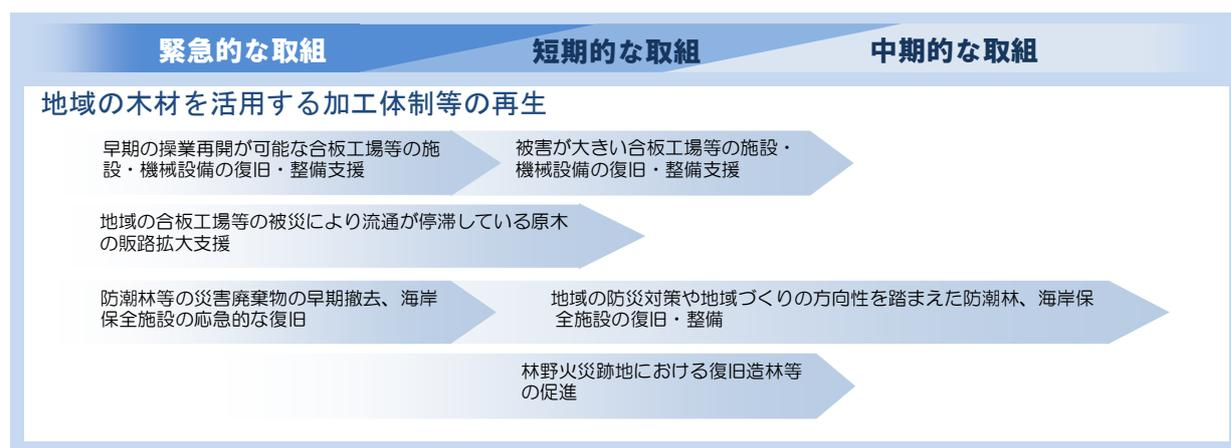 緊急的な取組
短期的な取組
中期的な取組
地域の木材を活用する加工体制等の再生
早期の操業再開が可能な合板工場等の施
設・機械設備の復旧・整備支援
被害が大きい合板工場等の施設・
機械設備の復旧・整備支援
地域の合板工場等の被災により流通が停滞している原木
の販路拡大支援
防潮林等の災害廃棄物の早期撤去、海岸
保全施設の応急的な復旧
地域の防災対策や地域づくりの方向性を踏まえた防潮林、海岸保
全施設の復旧・整備
林野火災跡地における復旧造林等
の促進